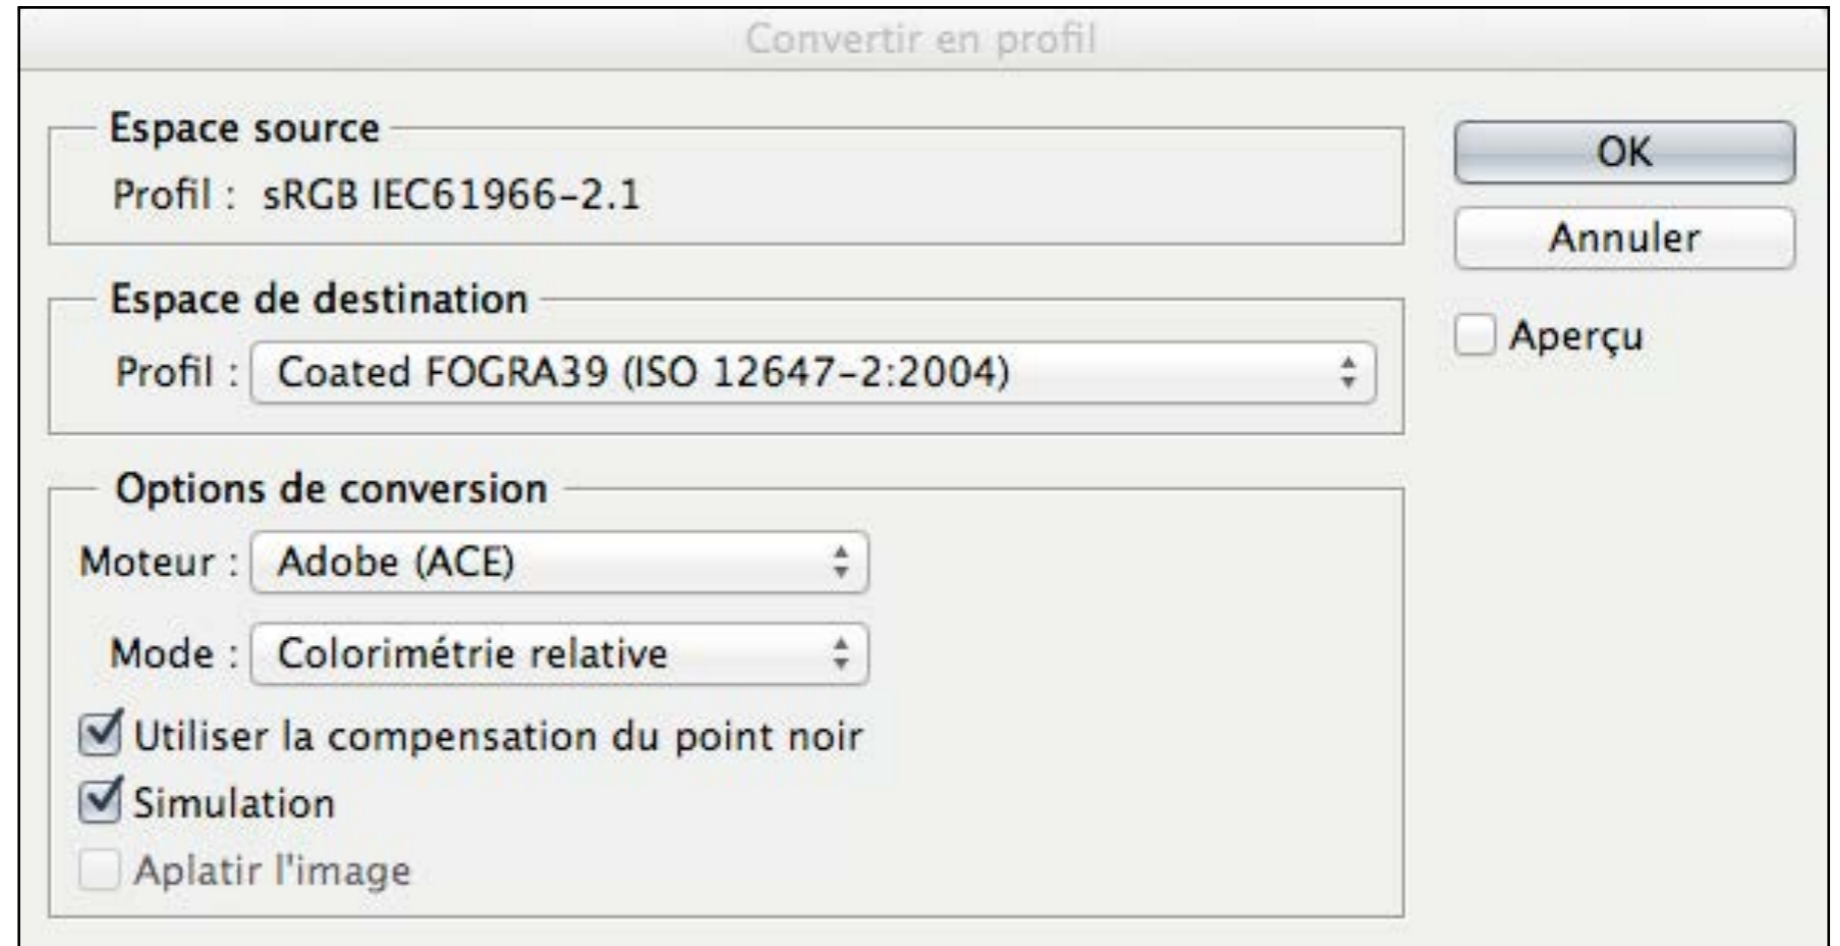 Convertir en profil
Espace source
Profil : sRGB IEC61966-2.1
OK
Annuler
Aperçu
Espace de destination
Profil : Coated FOGRA39 (ISO 12647-2:2004)
Options de conversion
Moteur : Adobe (ACE)
Mode : Colorimétrie relative
Utiliser la compensation du point noir
Simulation
Aplatir l'image